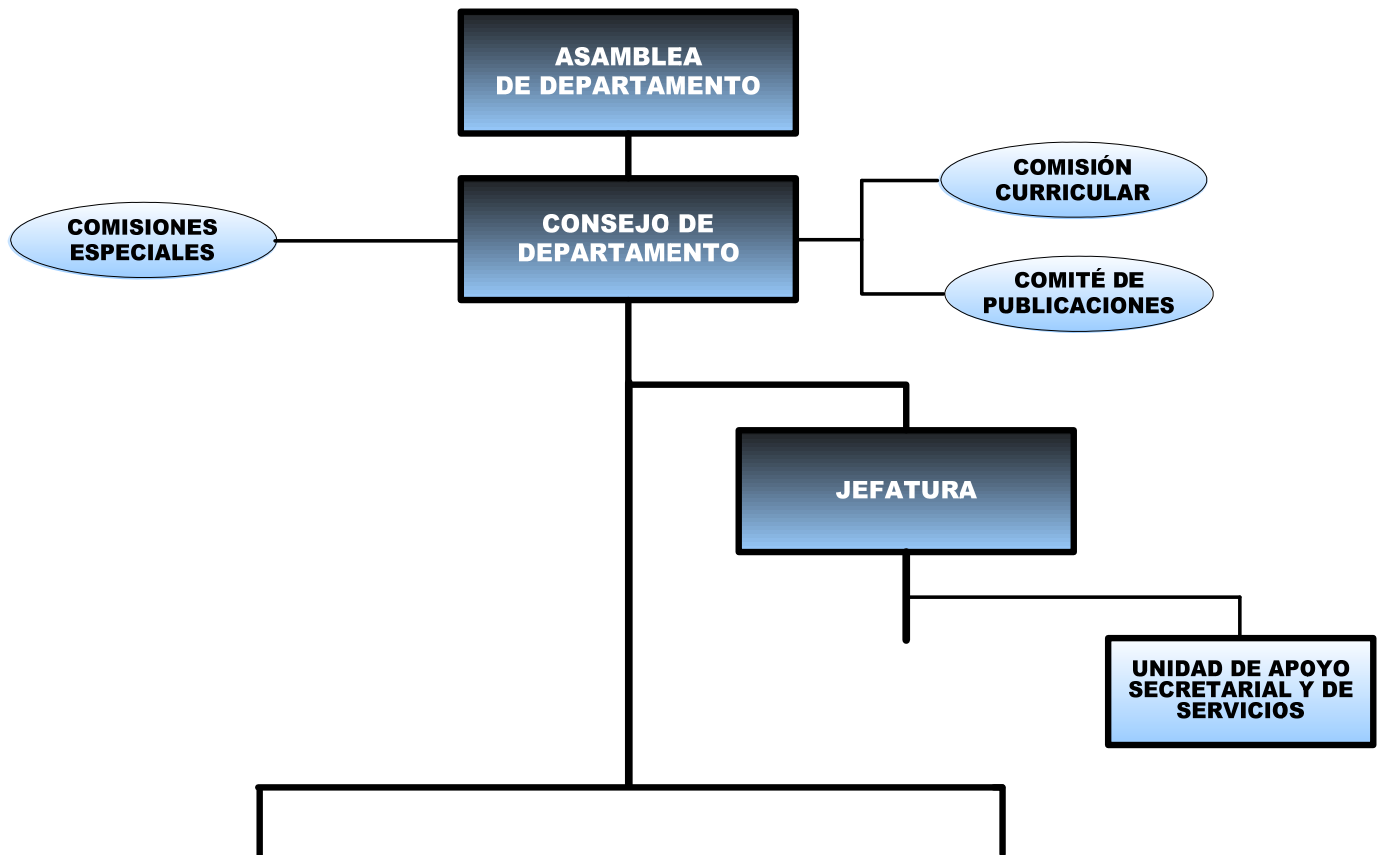 ASAMBLEA
DE DEPARTAMENTO
COMISIÓN
CURRICULAR
CONSEJO DE
DEPARTAMENTO
COMISIONES
ESPECIALES
COMITÉ DE
PUBLICACIONES
JEFATURA
UNIDAD DE APOYO
SECRETARIAL Y DE
SERVICIOS